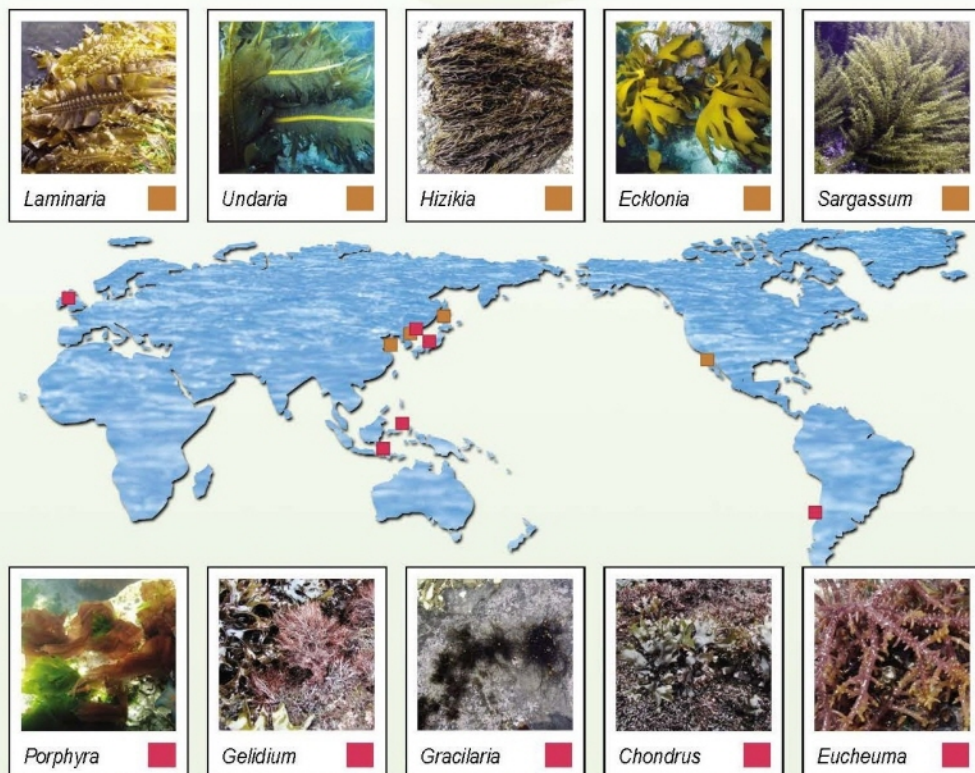 Laminaria
Undaria
Hizikia
Ecklonia
Sargassum
Porphyra
Gelidium
Gracilaria
Chondrus
Eucheuma